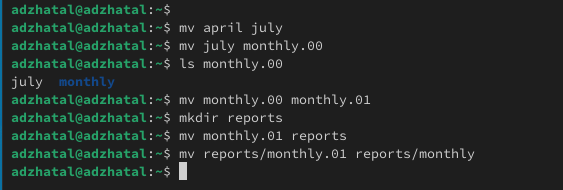 adzhatal@adzhatal:~$
adzhatal@adzhatal:~$ mv april july
adzhatal@adzhatal:~$ mv july monthly.00
adzhatal@adzhatal:~$ ls monthly.00
july  monthly
adzhatal@adzhatal:~$ mv monthly.00 monthly.01
adzhatal@adzhatal:~$ mkdir reports
adzhatal@adzhatal:~$ mv monthly.01 reports
adzhatal@adzhatal:~$ mv reports/monthly.01 reports/monthly
adzhatal@adzhatal:~$